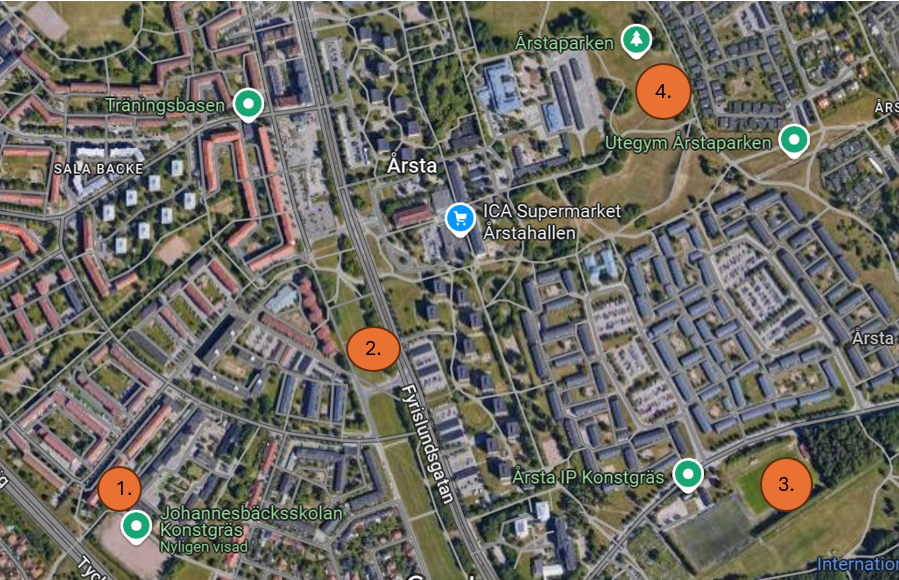 Årstaparken
4.
Träningsbasen
ÅRS
Utegym Årstaparken
SALA BACKE
Årsta
ICA Supermarket
Årstahallen
2.
Årsta
Fyrislundsgatan
Årsta IP Konstgräs
1.
3.
Johannesbäcksskolan
Konstgräs
Nyligen visad
Tyc
Internation